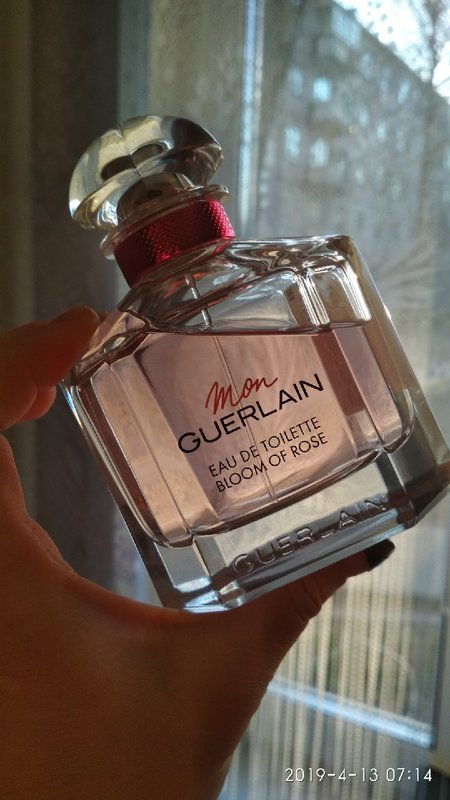 Mon
GUERLAIN
EAU DE TOILETTE
BLOOM OF ROSE
GUERLAIN
2019-4-13 07:14